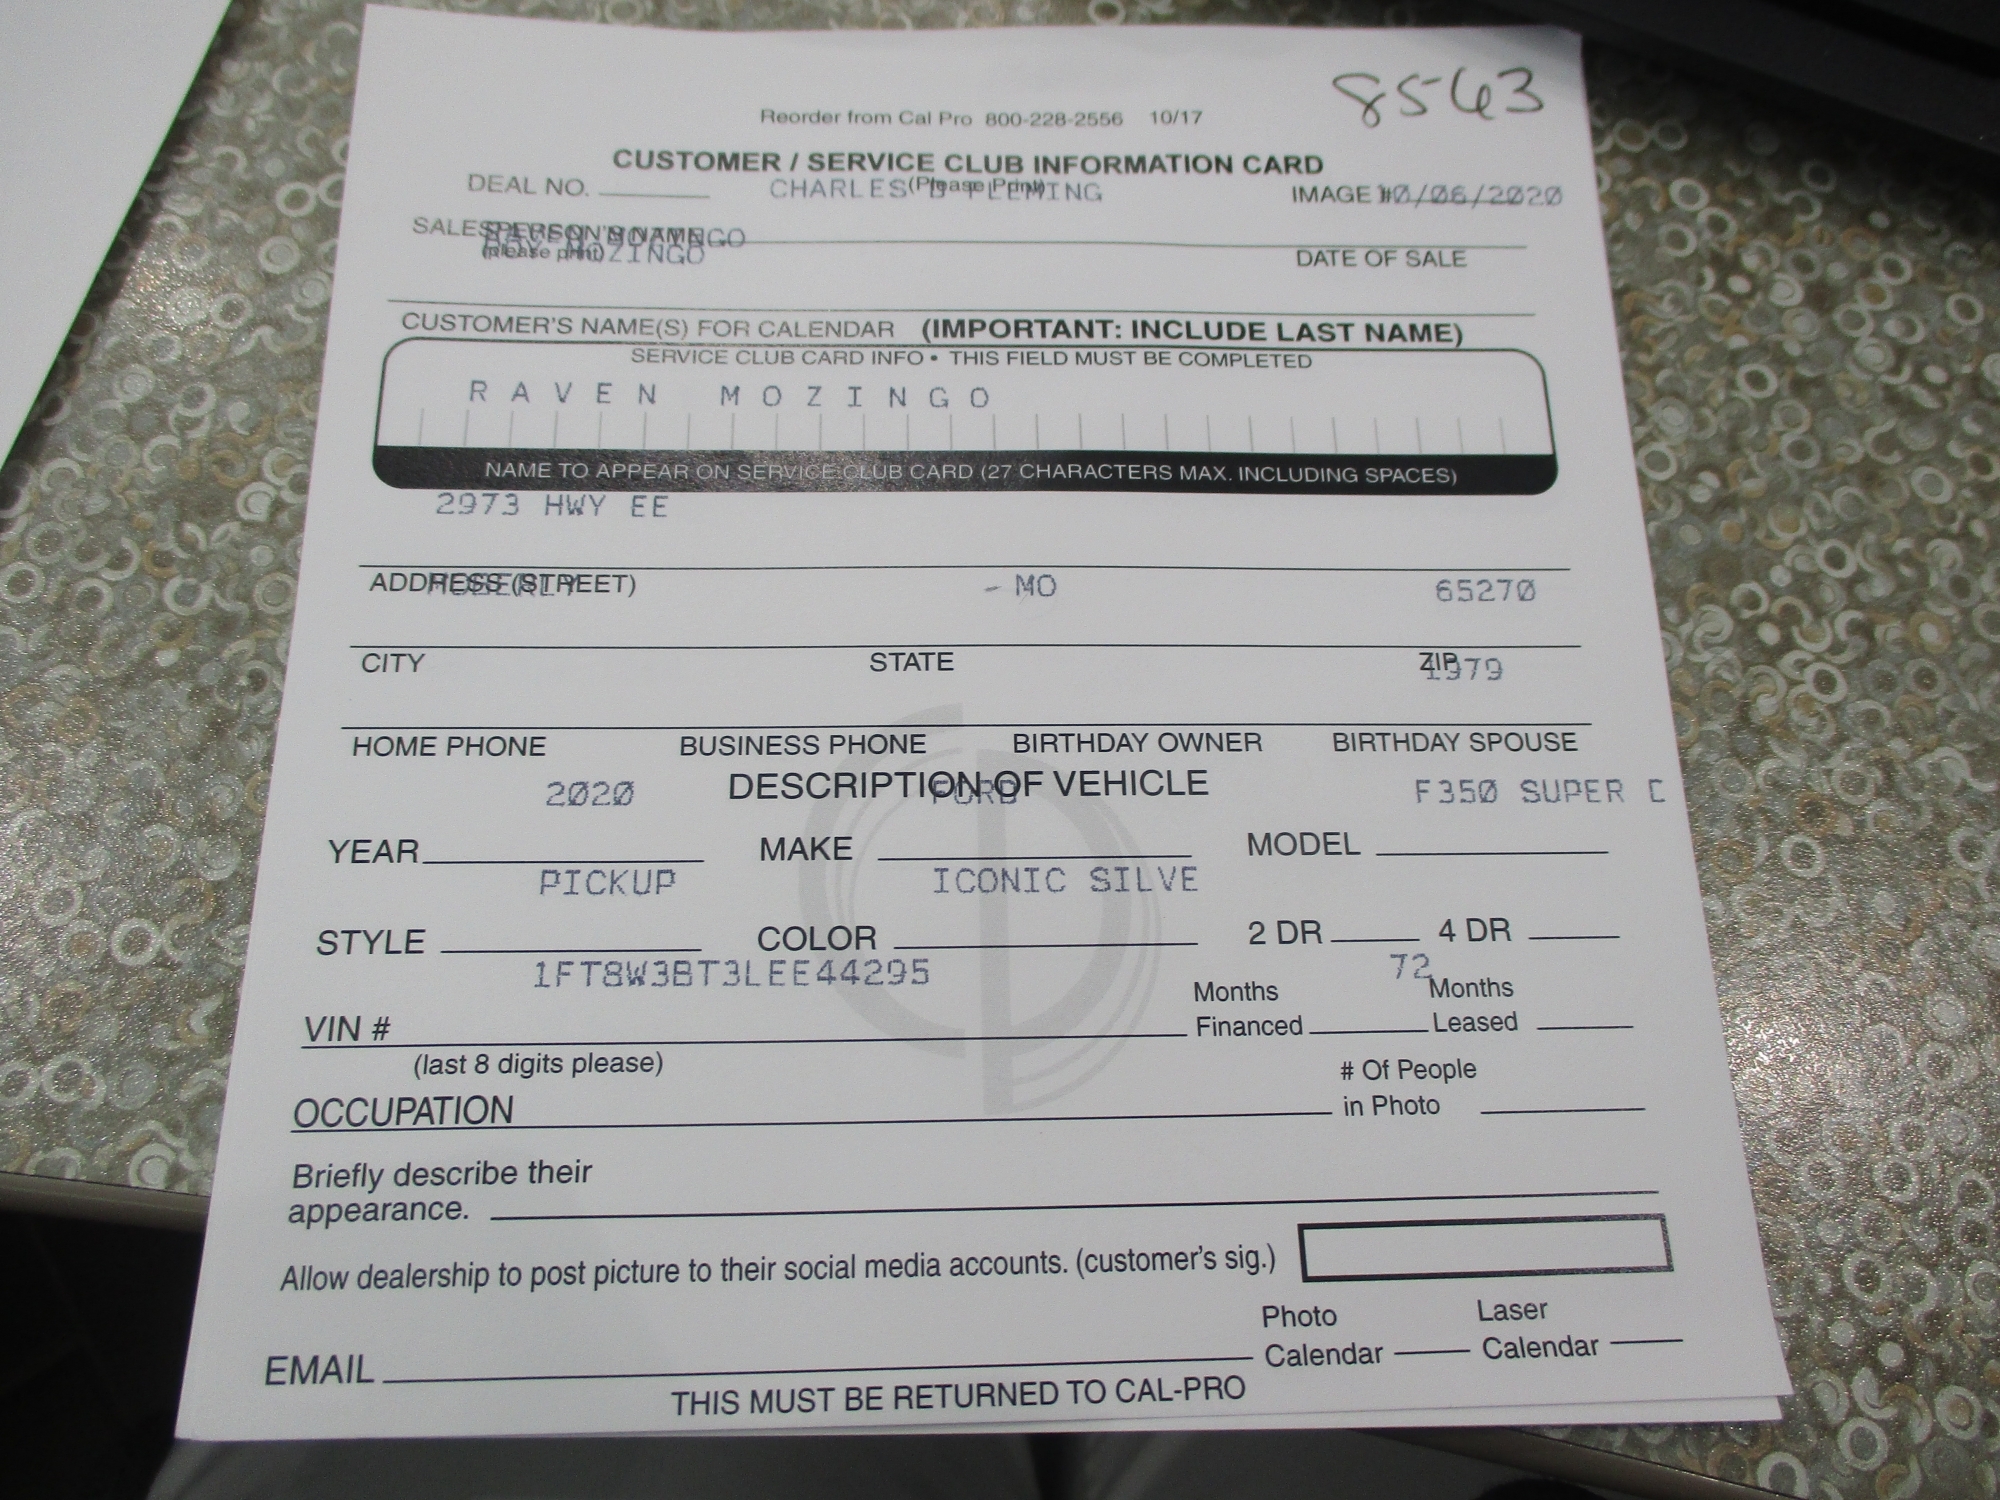 8563
Reorder from Cal Pro 800-228-2556 10/17
CUSTOMER / SERVICE CLUB INFORMATION CARD
DEAL NO. CHARLES B FLEMING (Please Print) IMAGE # 10/06/2020
SALESPERSON'S NAME
(please print) MOZINGO DATE OF SALE
CUSTOMER'S NAME(S) FOR CALENDAR (IMPORTANT: INCLUDE LAST NAME)
SERVICE CLUB CARD INFO • THIS FIELD MUST BE COMPLETED
RAVEN MOZINGO
NAME TO APPEAR ON SERVICE CLUB CARD (27 CHARACTERS MAX. INCLUDING SPACES)
2973 HWY EE
ADDRESS (STREET) MOBERLY - MO 65270
CITY STATE ZIP 1979
HOME PHONE BUSINESS PHONE BIRTHDAY OWNER BIRTHDAY SPOUSE
DESCRIPTION OF VEHICLE
2020 FORD F350 SUPER C
YEAR MAKE MODEL
PICKUP ICONIC SILVE
STYLE COLOR 2 DR 4 DR
1FT8W3BT3LEE44295 72
VIN # Months Financed Months Leased
(last 8 digits please)
OCCUPATION # Of People in Photo
Briefly describe their
appearance.
Allow dealership to post picture to their social media accounts. (customer's sig.)
EMAIL Photo Calendar Laser Calendar
THIS MUST BE RETURNED TO CAL-PRO